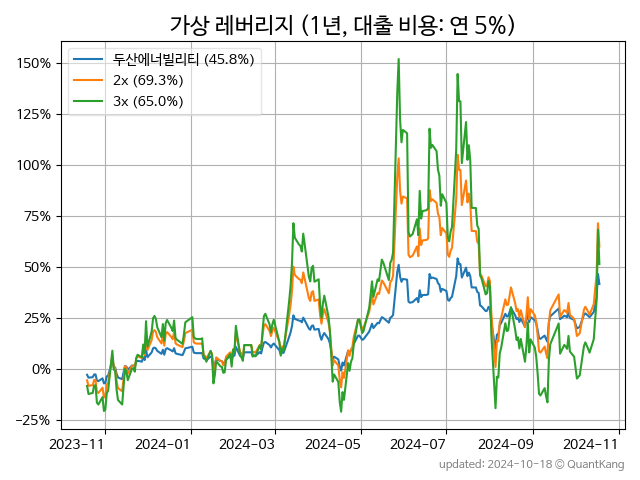 가상 레버리지 (1년, 대출 비용: 연 5%)
두산에너빌리티 (45.8%)
2x (69.3%)
3x (65.0%)
150%
125%
100%
75%
50%
25%
0%
−25%
2023-11 2024-01 2024-03 2024-05 2024-07 2024-09 2024-11
updated: 2024-10-18 © QuantKang